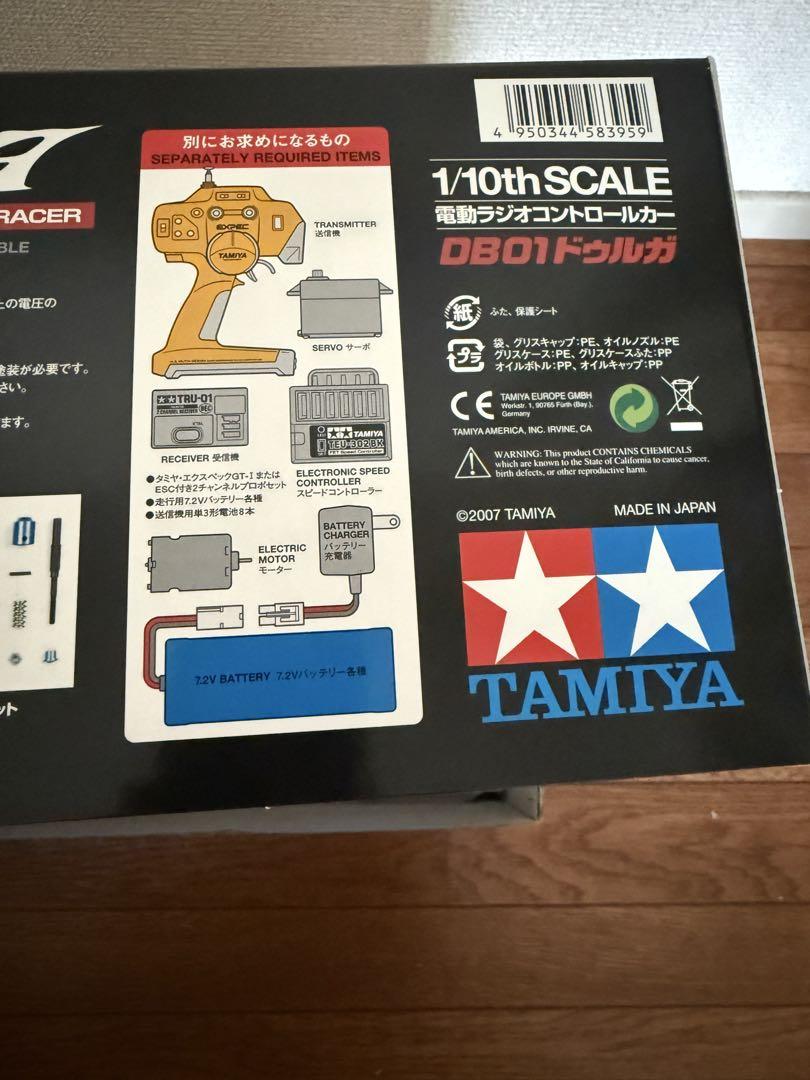 RACER
BLE
上の電圧の
塗装が必要です。
さい。
ます。
ット
別にお求めになるもの
SEPARATELY REQUIRED ITEMS
EXPEC
TAMIYA
TRANSMITTER
送信機
SERVO サーボ
TRU-01
2 CHANNEL RECEIVER BEC
XTAL
RECEIVER 受信機
TAMIYA
TEU-302BK
FET Speed Controller
ELECTRONIC SPEED
CONTROLLER
スピードコントローラー
●タミヤ・エクスペックGT-Ⅰまたは
ESC付き2チャンネルプロポセット
●走行用7.2Vバッテリー各種
●送信機用単3形電池8本
ELECTRIC
MOTOR
モーター
BATTERY
CHARGER
バッテリー
充電器
7.2V BATTERY 7.2Vバッテリー各種
4 950344 583959
1/10th SCALE
電動ラジオコントロールカー
DB01ドゥルガ
紙
ふた、保護シート
プラ
袋、グリスキャップ:PE、オイルノズル:PE
グリスケース:PE、グリスケースふた:PP
オイルボトル:PP、オイルキャップ:PP
CE
TAMIYA EUROPE GMBH
Werkstr. 1, 90765 Fürth (Bay.),
Germany
TAMIYA AMERICA, INC. IRVINE, CA
WARNING: This product CONTAINS CHEMICALS
which are known to the State of California to cause cancer,
birth defects, or other reproductive harm.
©2007 TAMIYA
MADE IN JAPAN
TAMIYA